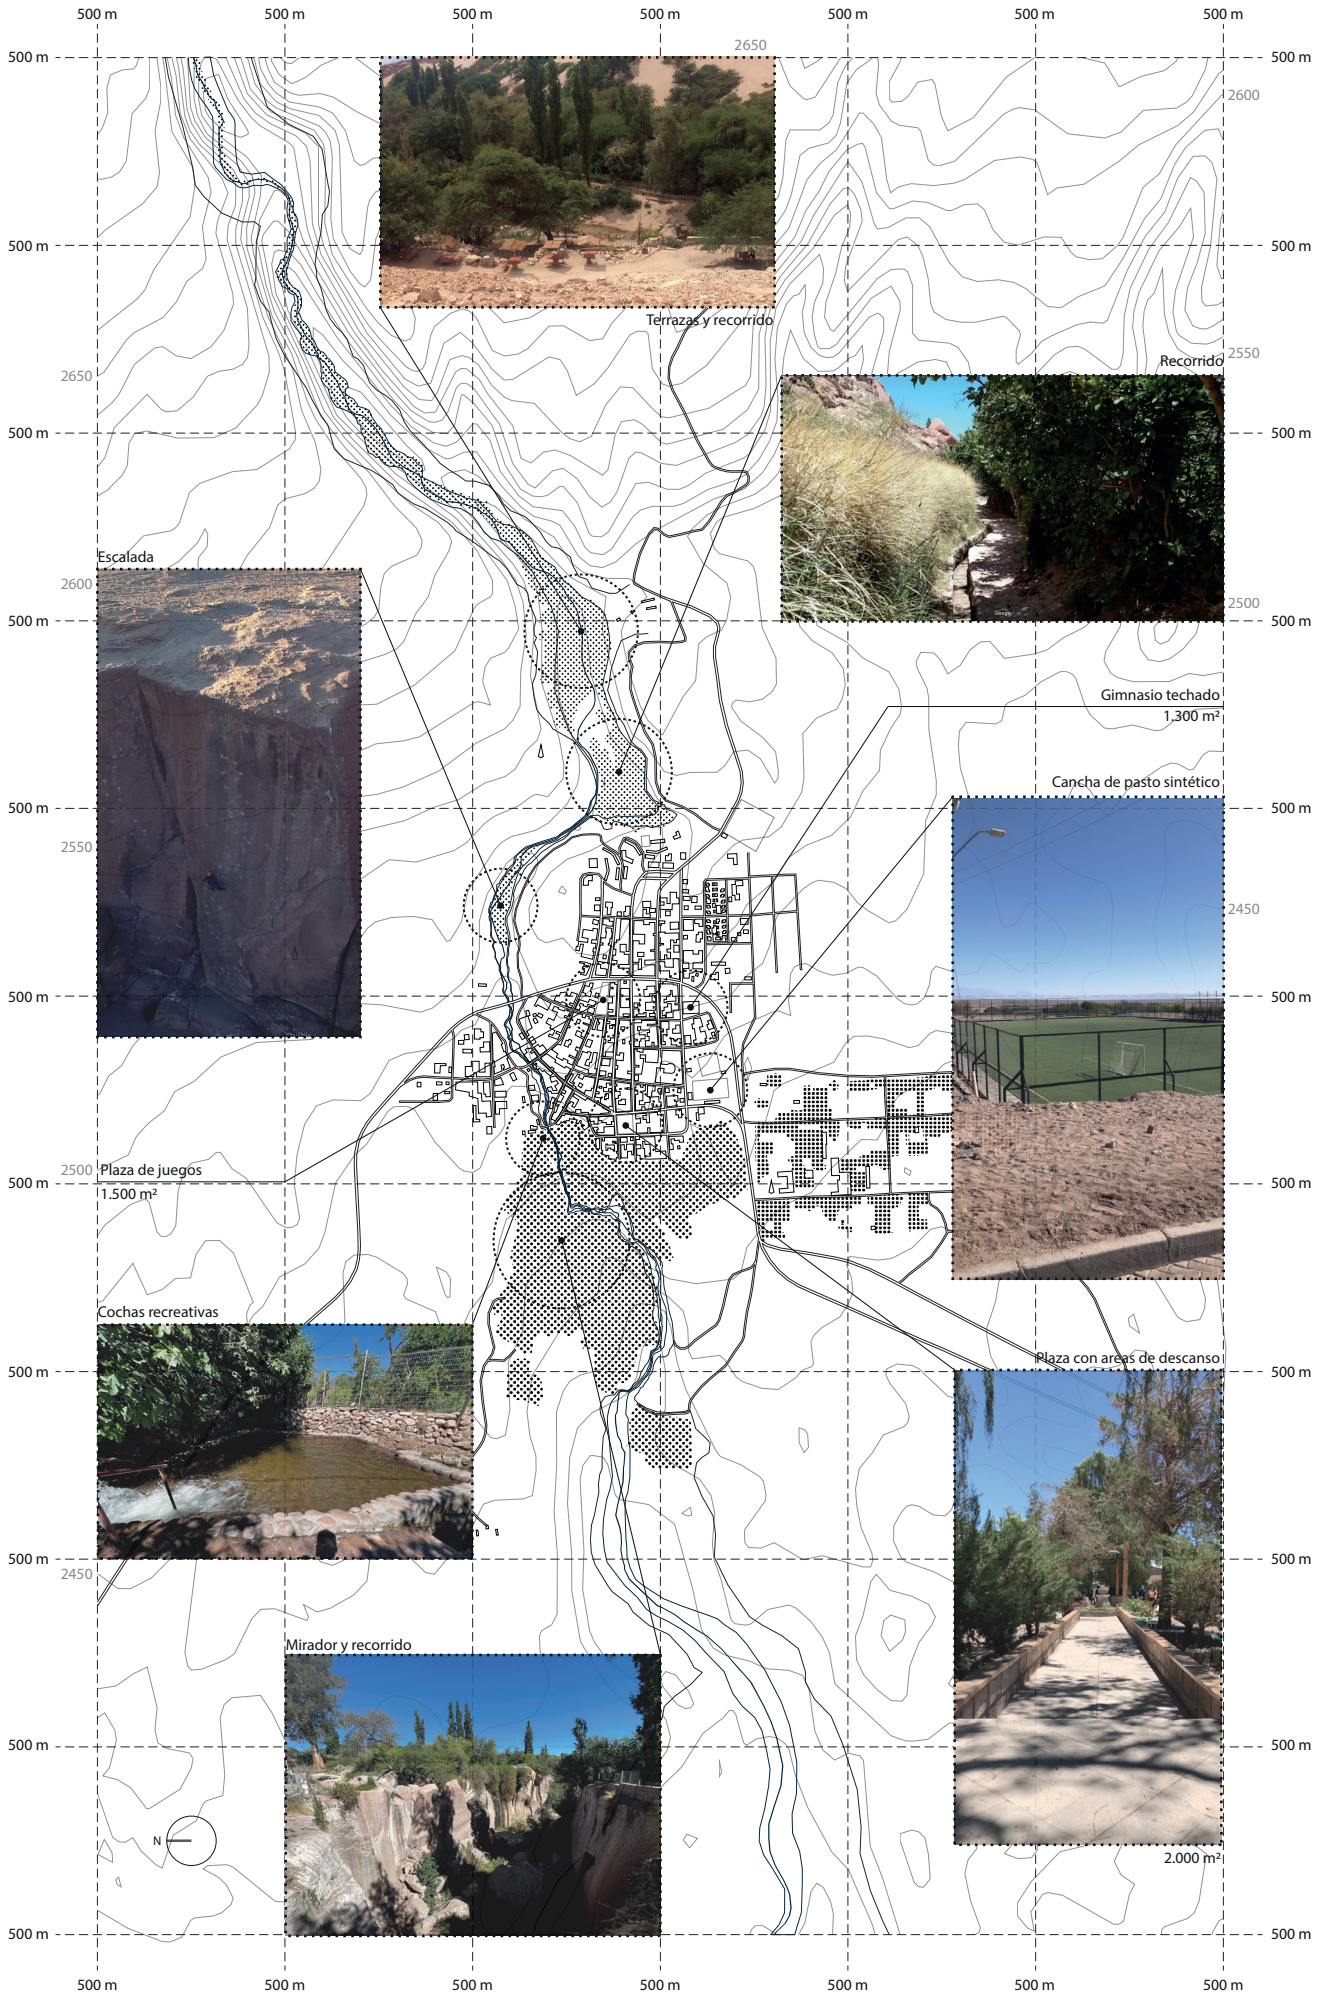 500 m 500 m 500 m 500 m 500 m 500 m 500 m
2650
500 m 500 m
2600
500 m 500 m
Terrazas y recorrido
2550
Recorrido
2650
500 m 500 m
Escalada
2600
2500
500 m 500 m
Google
Gimnasio techado
1.300 m²
Cancha de pasto sintético
500 m 500 m
2550
2450
500 m 500 m
2500
Plaza de juegos
500 m 500 m
1.500 m²
Cochas recreativas
Plaza con areas de descanso
500 m 500 m
500 m 500 m
2450
Mirador y recorrido
500 m 500 m
N
2.000 m²
500 m 500 m
500 m 500 m 500 m 500 m 500 m 500 m 500 m